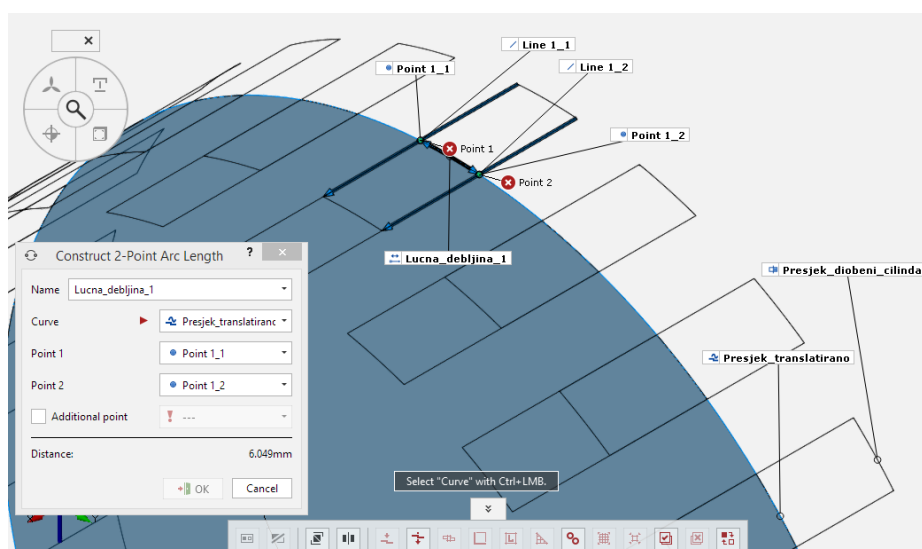 Line 1_1
Point 1_1
Line 1_2
Point 1_2
Point 1
Point 2
Lucna_debljina_1
Construct 2-Point Arc Length ?
Name Lucna_debljina_1
Curve Presjek_translatiranc
Point 1 Point 1_1
Point 2 Point 1_2
Additional point ! ---
Distance: 6.049mm
OK Cancel
Presjek_diobeni_cilinda
Presjek_translatirano
Select "Curve" with Ctrl+LMB.